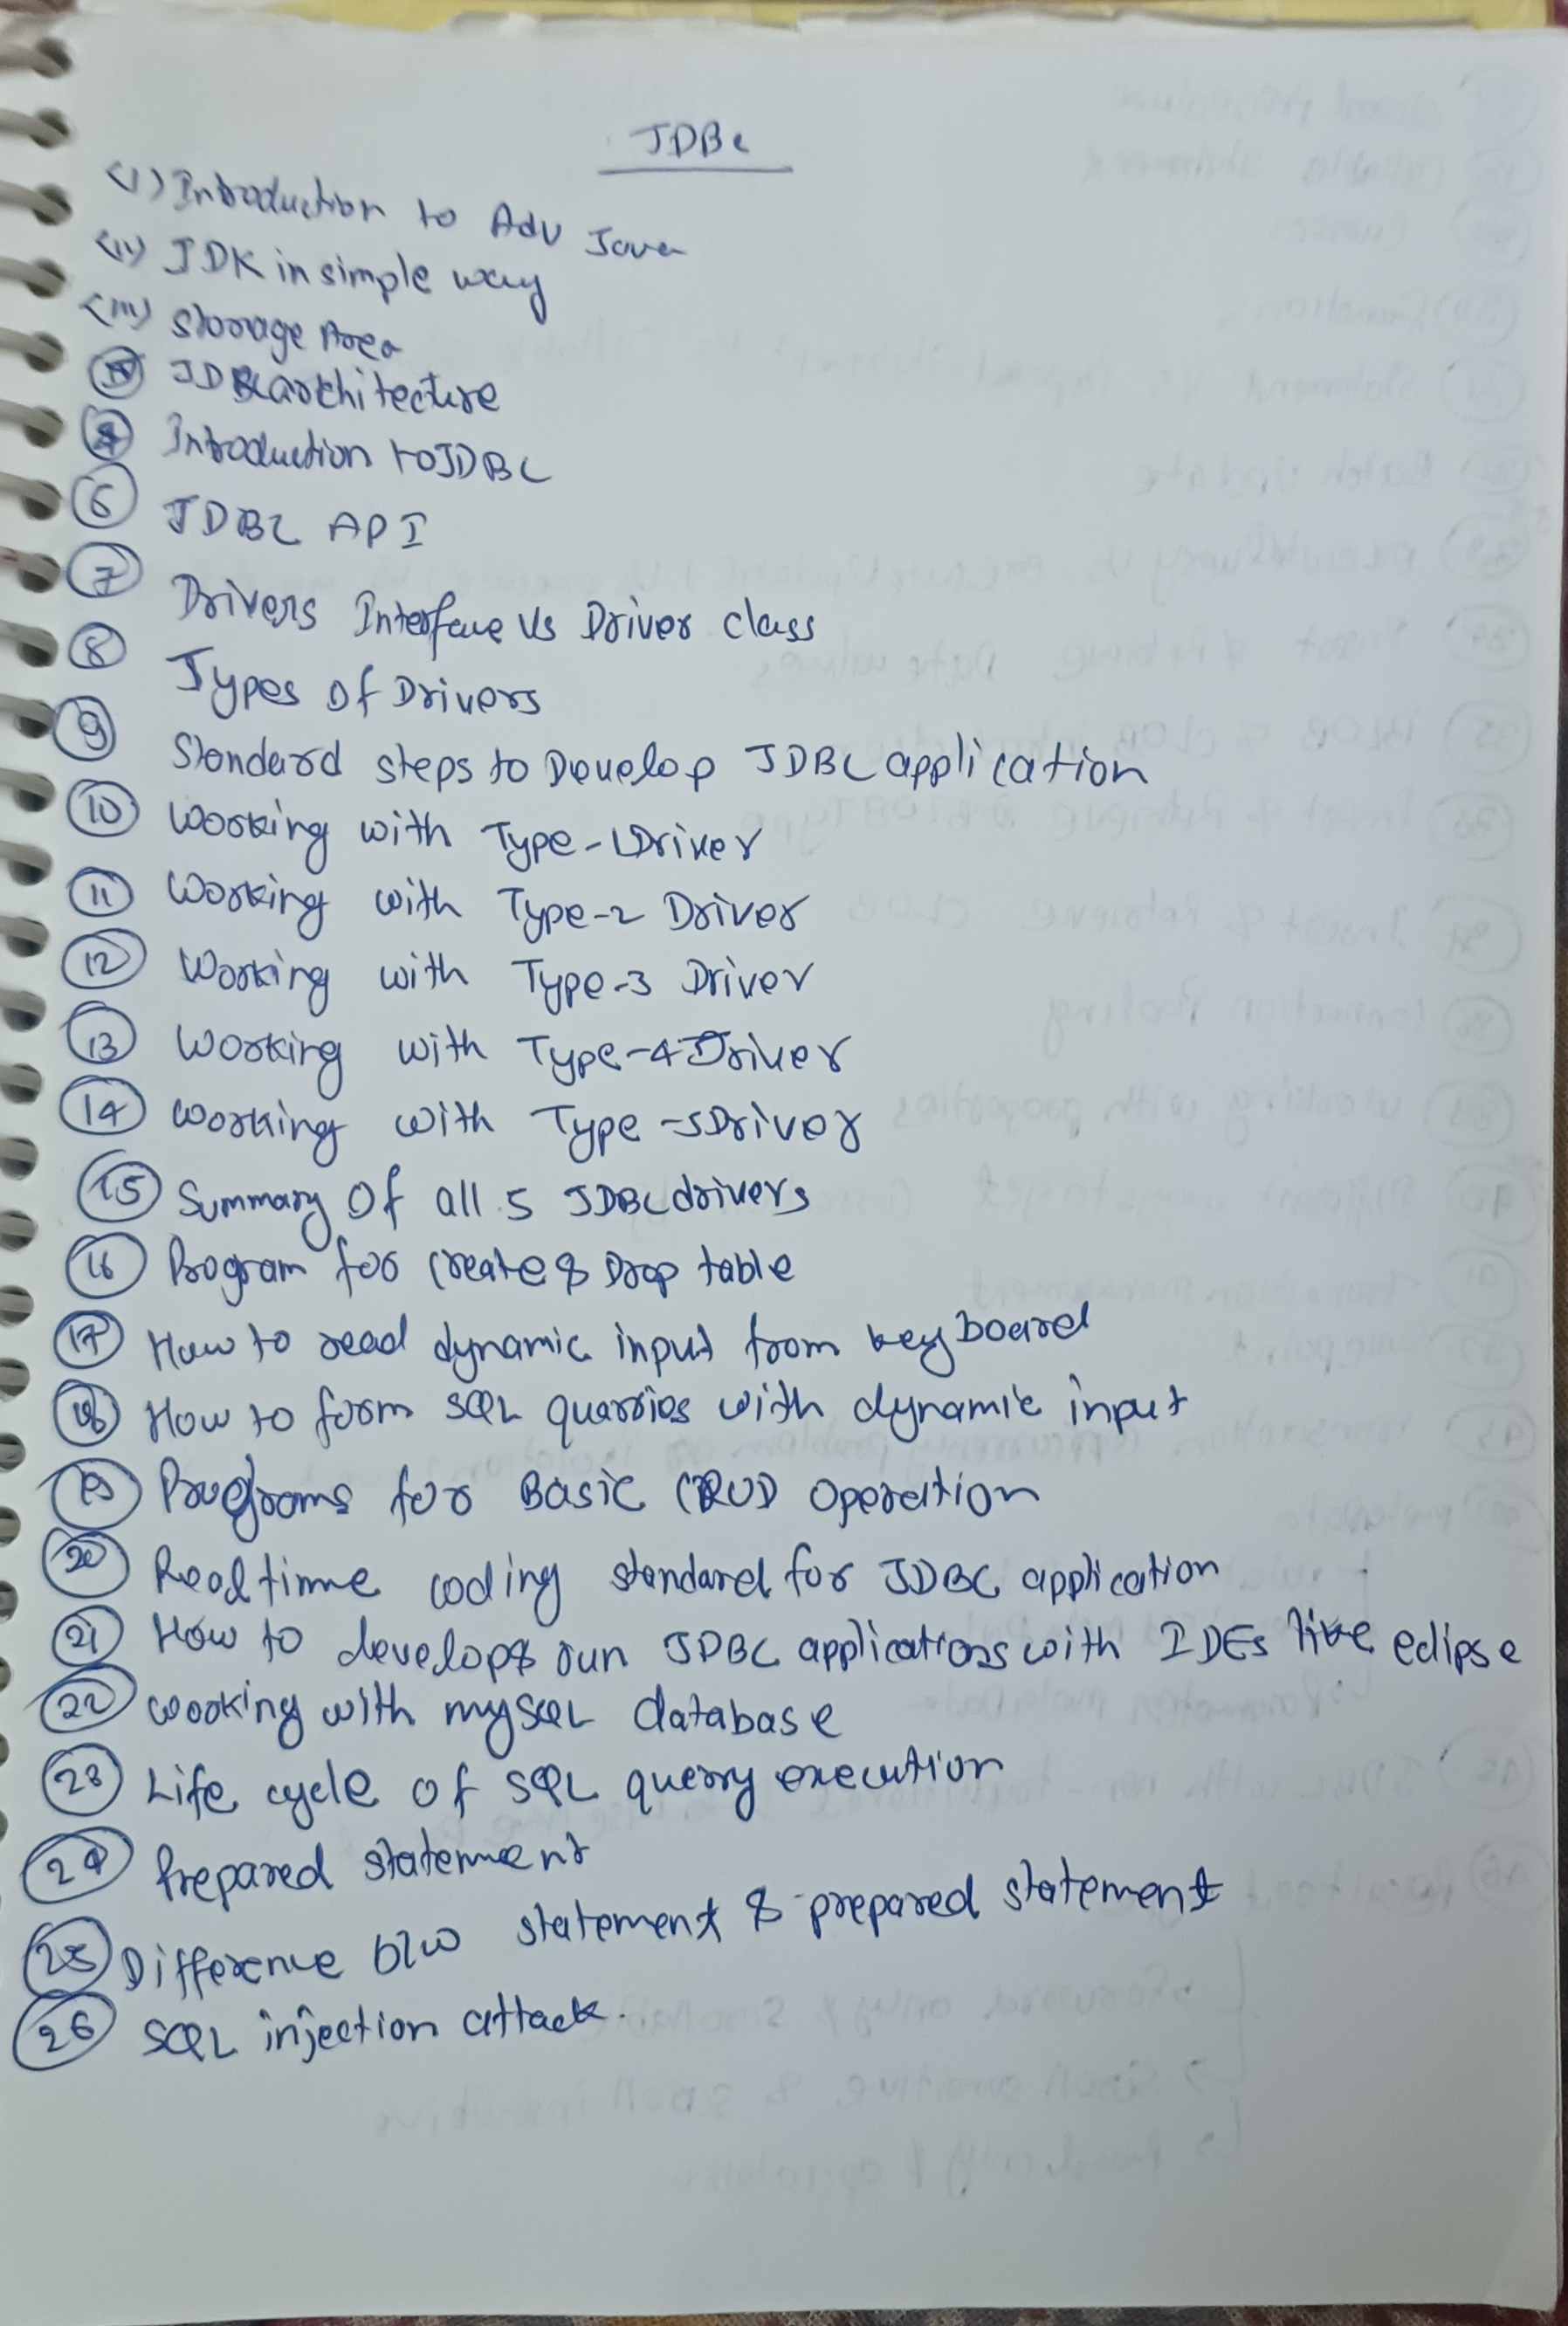 JDBC
<i> Introduction to Adv Java
<ii> JDK in simple way
<iii> Storage Area
JDBC architecture
Introduction to JDBC
6 JDBC API
7 Drivers Interface Vs Driver class
8 Types of Drivers
9 Standard steps to Develop JDBC application
10 Working with Type-1 Driver
11 Working with Type-2 Driver
12 Working with Type-3 Driver
13 Working with Type-4 Driver
14 Working with Type-5 Driver
15 Summary Of all 5 JDBC drivers
16 Program for Create & Drop table
17 How to read dynamic input from keyboard
18 How to form SQL quarries with dynamic input
19 Programs for Basic CRUD Operation
20 Real time coding standard for JDBC application
21 How to develop & run JDBC applications with IDEs like eclipse
22 Working with mysQL database
23 Life cycle of SQL query execution
24 Prepared statement
25 Difference b/w statement & prepared statement
26 SQL injection attack.